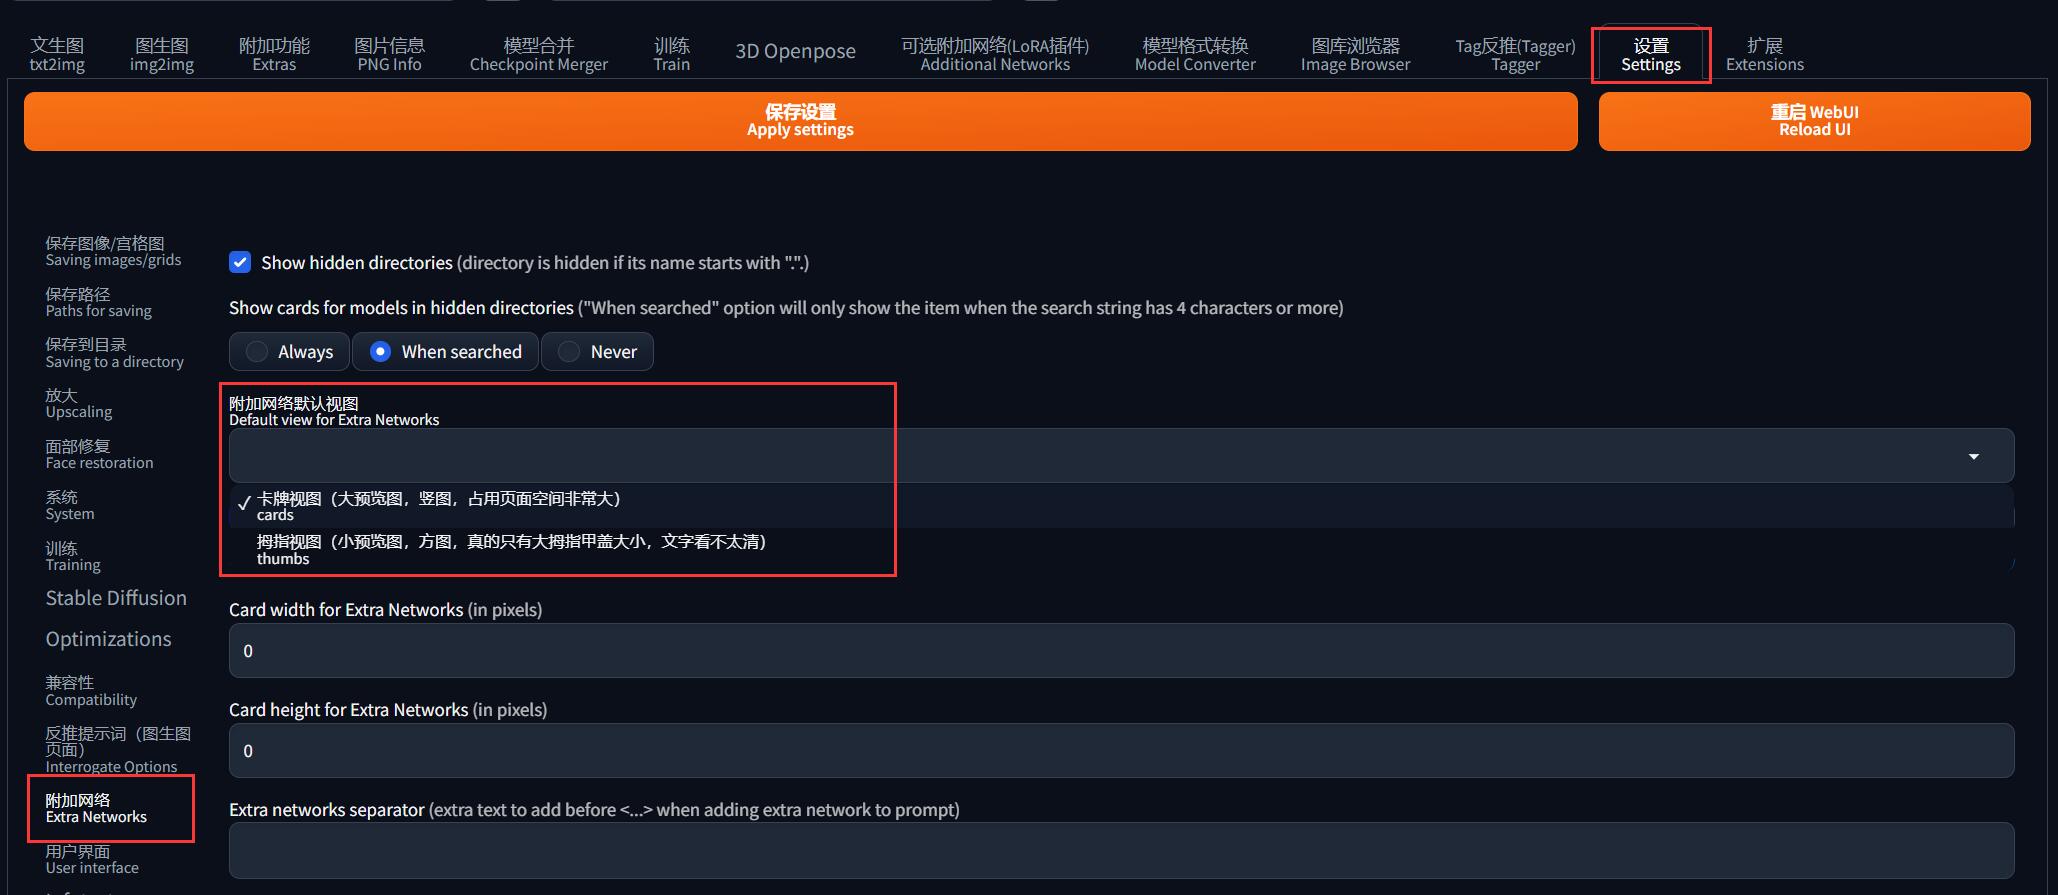 文生图
txt2img
图生图
img2img
附加功能
Extras
图片信息
PNG Info
模型合并
Checkpoint Merger
训练
Train
3D Openpose
可选附加网络(LoRA插件)
Additional Networks
模型格式转换
Model Converter
图库浏览器
Image Browser
Tag反推(Tagger)
Tagger
设置
Settings
扩展
Extensions
保存设置
Apply settings
重启 WebUI
Reload UI
保存图像/宫格图
Saving images/grids
保存路径
Paths for saving
保存到目录
Saving to a directory
放大
Upscaling
面部修复
Face restoration
系统
System
训练
Training
Stable Diffusion
Optimizations
兼容性
Compatibility
反推提示词（图生图
页面）
Interrogate Options
附加网络
Extra Networks
用户界面
User interface
Show hidden directories (directory is hidden if its name starts with ".".)
Show cards for models in hidden directories ("When searched" option will only show the item when the search string has 4 characters or more)
Always
When searched
Never
附加网络默认视图
Default view for Extra Networks
✓ 卡牌视图（大预览图，竖图，占用页面空间非常大）
cards
拇指视图（小预览图，方图，真的只有大拇指甲盖大小，文字看不太清）
thumbs
Card width for Extra Networks (in pixels)
0
Card height for Extra Networks (in pixels)
0
Extra networks separator (extra text to add before <...> when adding extra network to prompt)